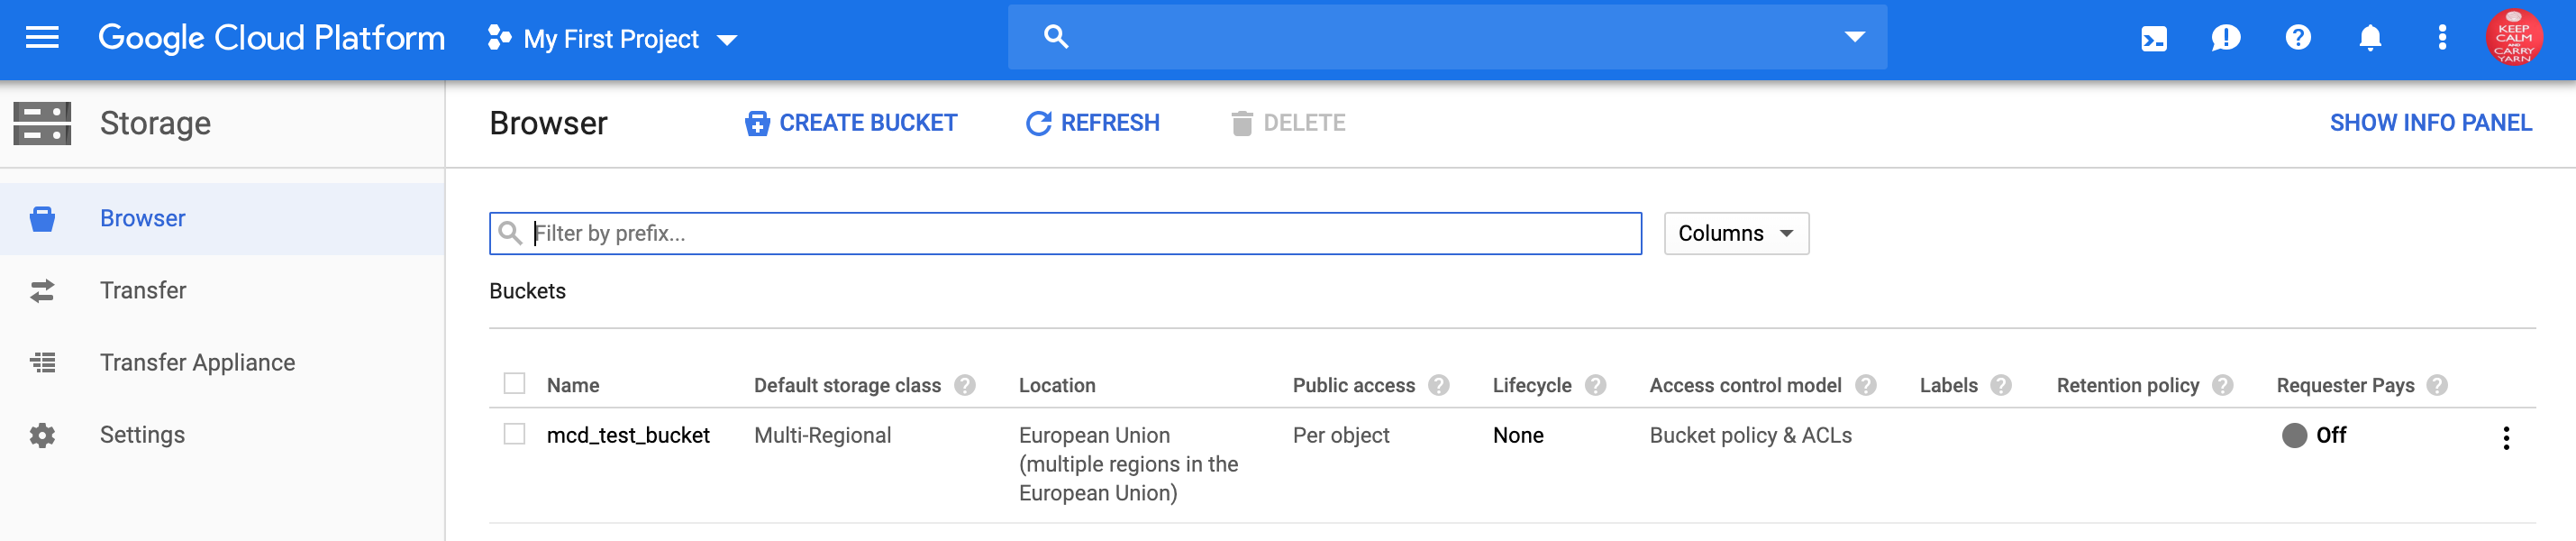 Google Cloud Platform
My First Project
KEEP
CALM
AND
CARRY
YARN
Storage
Browser
CREATE BUCKET
REFRESH
DELETE
SHOW INFO PANEL
Browser
Transfer
Transfer Appliance
Settings
Filter by prefix...
Columns
Buckets
Name Default storage class Location Public access Lifecycle Access control model Labels Retention policy Requester Pays
mcd_test_bucket Multi-Regional European Union Per object None Bucket policy & ACLs Off
(multiple regions in the
European Union)